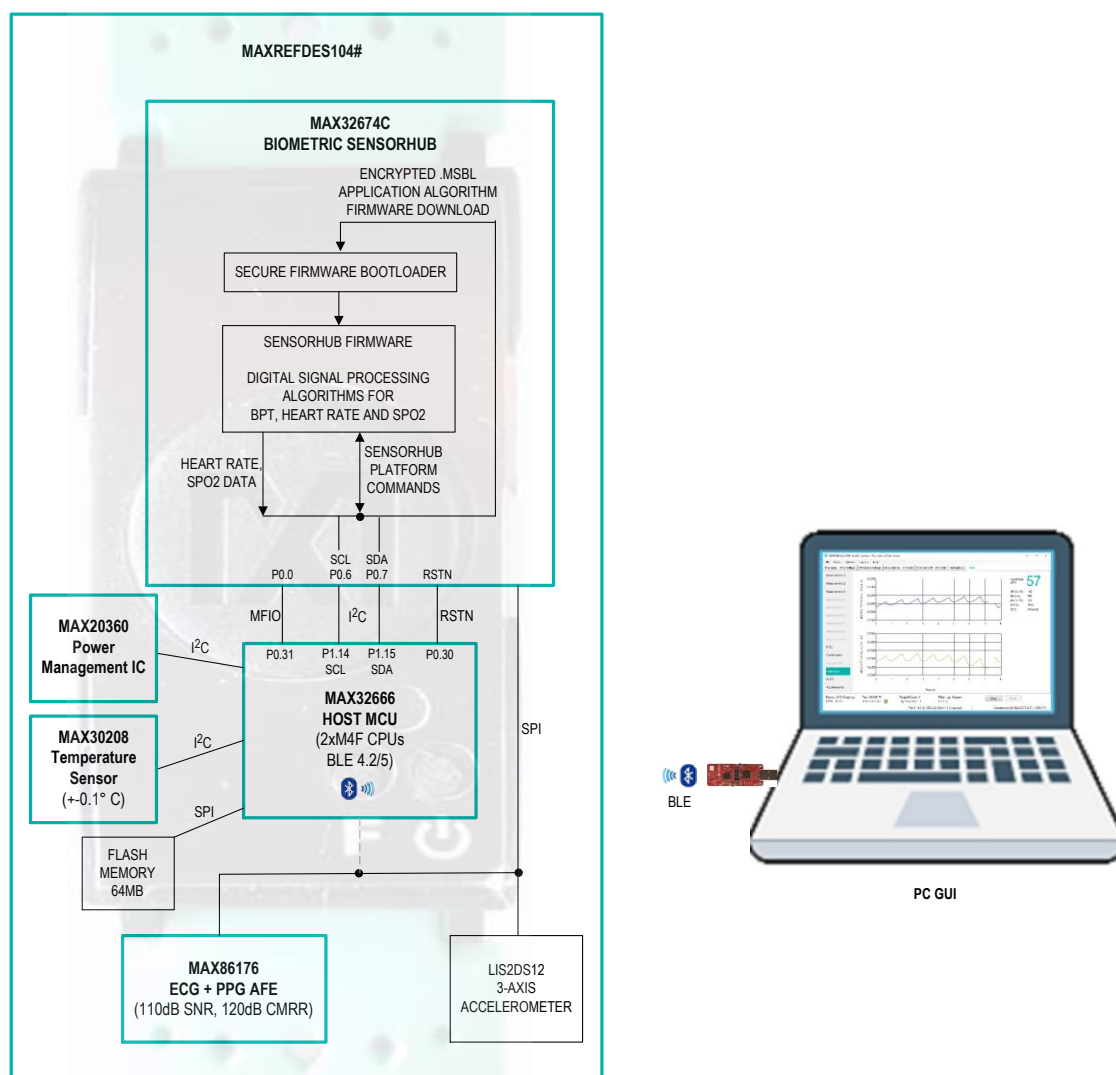 MAXREFDES104#
MAX32674C
BIOMETRIC SENSORHUB
ENCRYPTED .MSBL
APPLICATION ALGORITHM
FIRMWARE DOWNLOAD
SECURE FIRMWARE BOOTLOADER
SENSORHUB FIRMWARE
DIGITAL SIGNAL PROCESSING
ALGORITHMS FOR
BPT, HEART RATE AND SPO2
HEART RATE,
SPO2 DATA
SENSORHUB
PLATFORM
COMMANDS
SCL SDA
P0.0 P0.6 P0.7 RSTN
MFIO I²C RSTN
MAX20360
Power
Management IC
I²C
P0.31 P1.14 P1.15 P0.30
SCL SDA
MAX32666
HOST MCU
(2xM4F CPUs
BLE 4.2/5)
SPI
MAX30208
Temperature
Sensor
(+-0.1° C)
I²C
SPI
FLASH
MEMORY
64MB
F
MAX86176
ECG + PPG AFE
(110dB SNR, 120dB CMRR)
LIS2DS12
3-AXIS
ACCELEROMETER
57
BLE
PC GUI